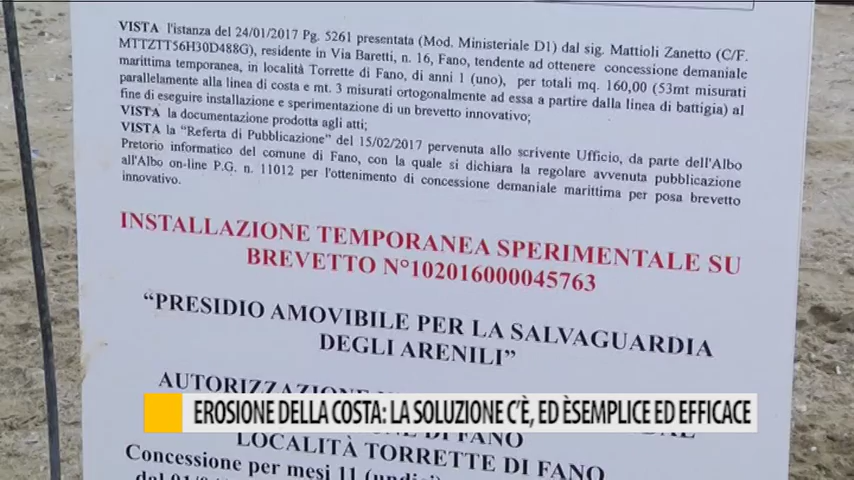 VISTA l'istanza del 24/01/2017 Pg. 5261 presentata (Mod. Ministeriale D1) dal sig. Mattioli Zanetto (C/F.
MTTZTT56H30D488G), residente in Via Baretti, n. 16, Fano, tendente ad ottenere concessione demaniale
marittima temporanea, in località Torrette di Fano, di anni 1 (uno), per totali mq. 160,00 (53mt misurati
parallelamente alla linea di costa e mt. 3 misurati ortogonalmente ad essa a partire dalla linea di battigia) al
fine di eseguire installazione e sperimentazione di un brevetto innovativo;
VISTA la documentazione prodotta agli atti;
VISTA la "Referta di Pubblicazione" del 15/02/2017 pervenuta allo scrivente Ufficio, da parte dell'Albo
Pretorio informatico del comune di Fano, con la quale si dichiara la regolare avvenuta pubblicazione
all'Albo on-line P.G. n. 11012 per l'ottenimento di concessione demaniale marittima per posa brevetto
innovativo.
INSTALLAZIONE TEMPORANEA SPERIMENTALE SU
BREVETTO N°102016000045763
"PRESIDIO AMOVIBILE PER LA SALVAGUARDIA
DEGLI ARENILI"
AUTORIZZAZIONE
EROSIONE DELLA COSTA: LA SOLUZIONE C'È, ED ÈSEMPLICE ED EFFICACE
DI FANO
LOCALITÀ TORRETTE DI FANO
Concessione per mesi 11 (undici)